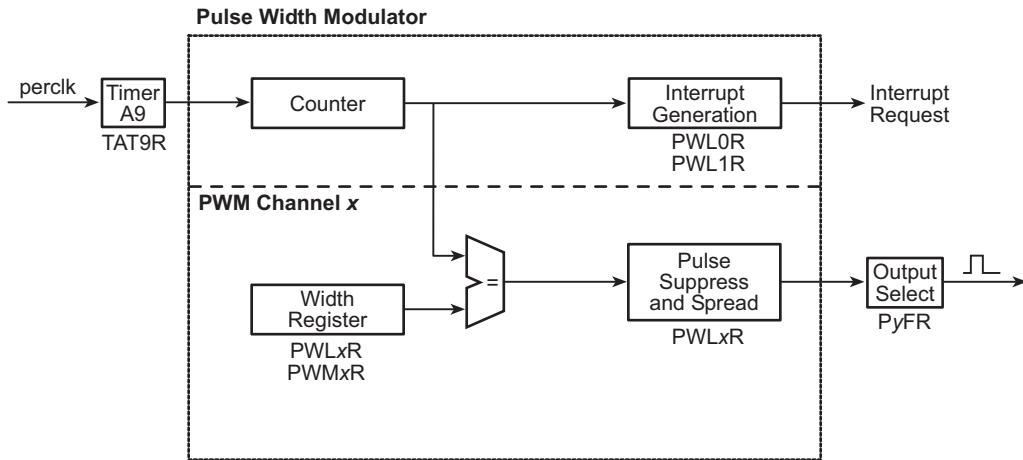 Pulse Width Modulator
perclk
Timer
A9
TAT9R
Counter
Interrupt
Generation
PWL0R
PWL1R
Interrupt
Request
PWM Channel x
Width
Register
PWLxR
PWMxR
=
Pulse
Suppress
and Spread
PWLxR
Output
Select
PyFR